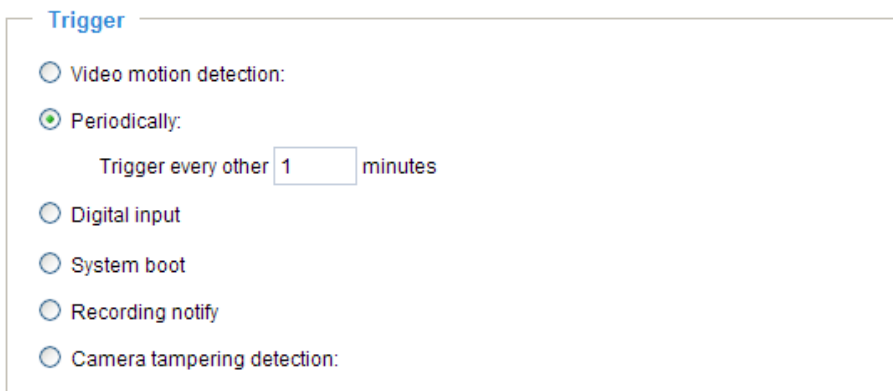 Trigger
Video motion detection:
Periodically:
Trigger every other 1 minutes
Digital input
System boot
Recording notify
Camera tampering detection: